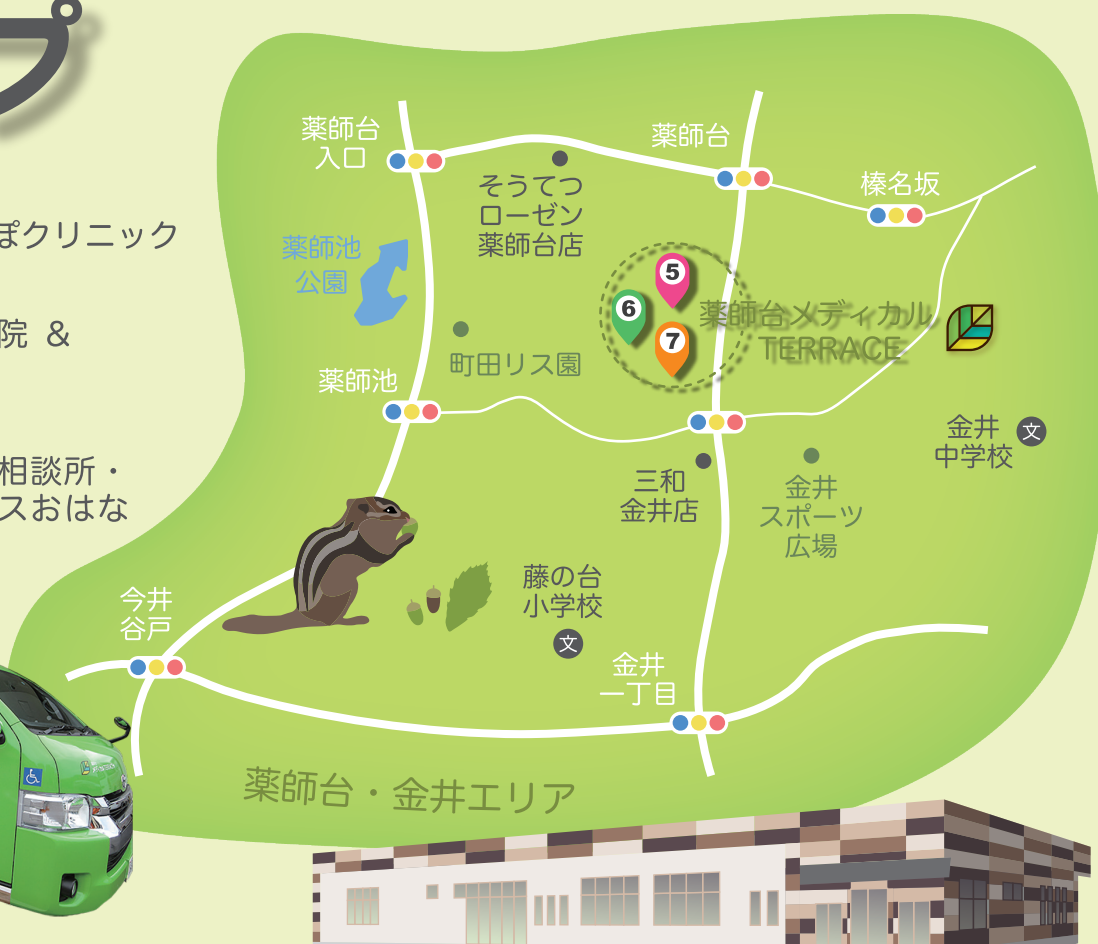 プ
ぽクリニック
院 &
相談所・
スおはな
薬師台
入口
薬師台
榛名坂
そうてつ
ローゼン
薬師台店
薬師池
公園
5
6
7
薬師台メディカル
TERRACE
町田リス園
薬師池
金井
中学校
文
三和
金井店
金井
スポーツ
広場
藤の台
小学校
文
今井
谷戸
金井
一丁目
薬師台・金井エリア